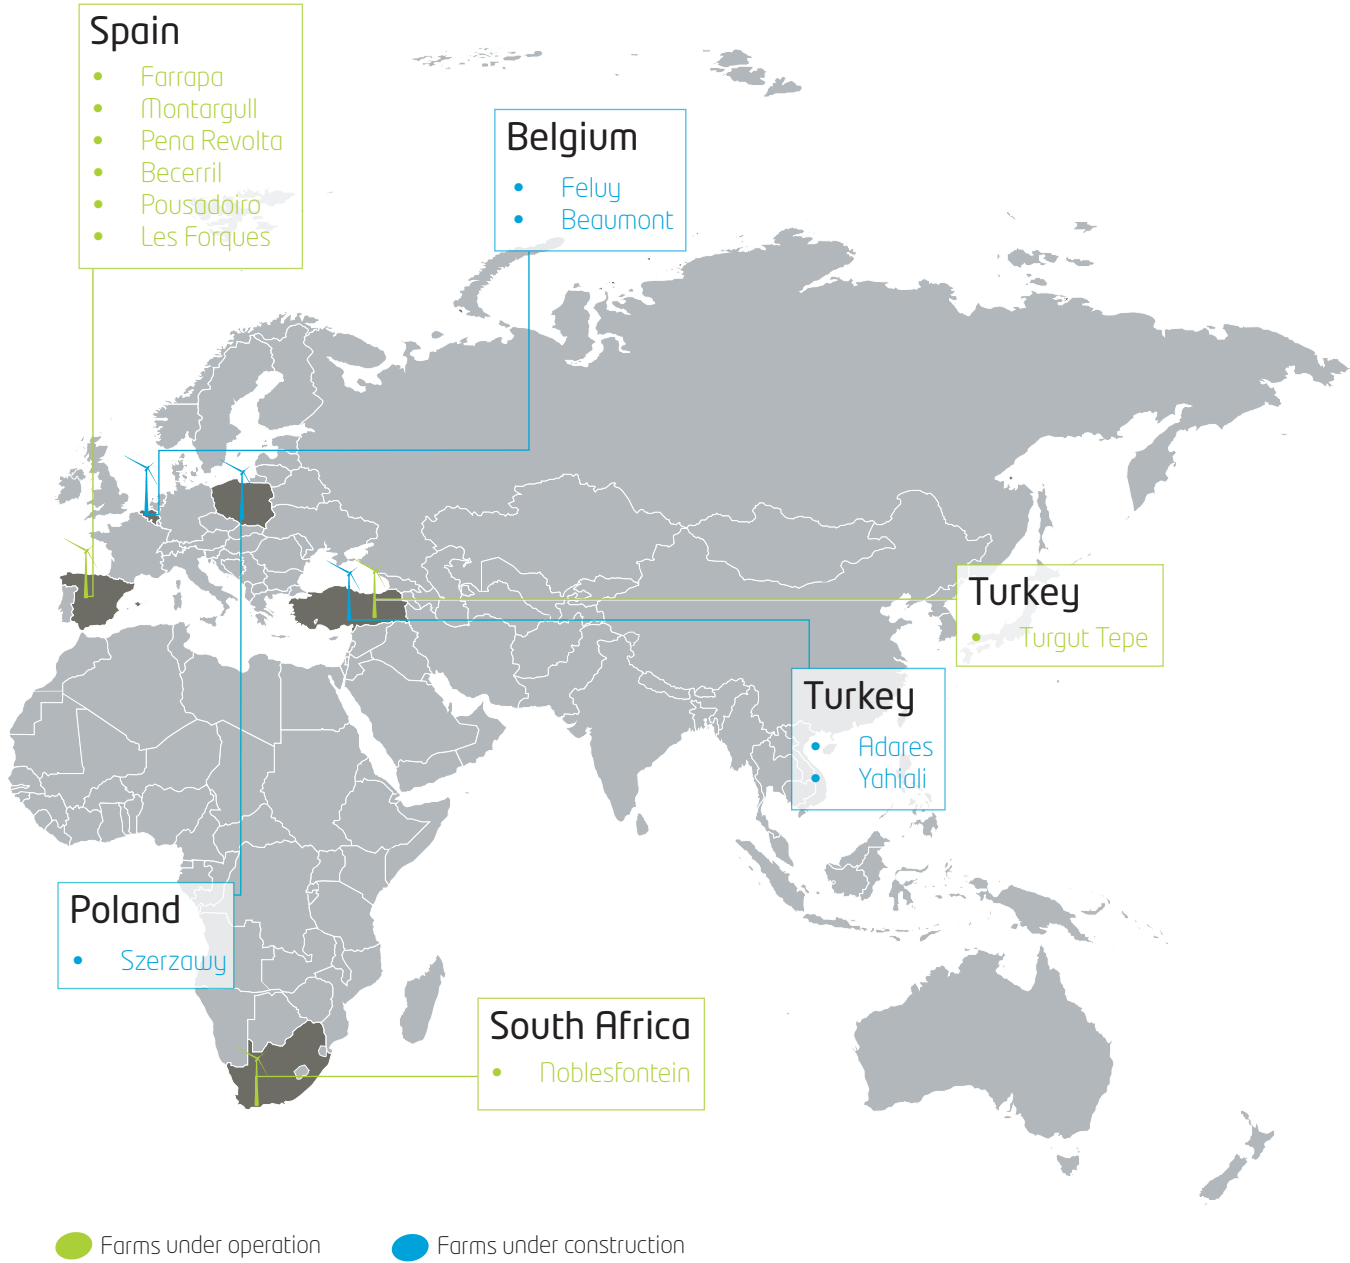 Spain
• Farrapa
• Montargull
• Pena Revolta
• Becerril
• Pousadoiro
• Les Forques
Belgium
• Feluy
• Beaumont
Turkey
• Turgut Tepe
Turkey
• Adares
• Yahiali
Poland
• Szerzawy
South Africa
• Noblesfontein
Farms under operation
Farms under construction